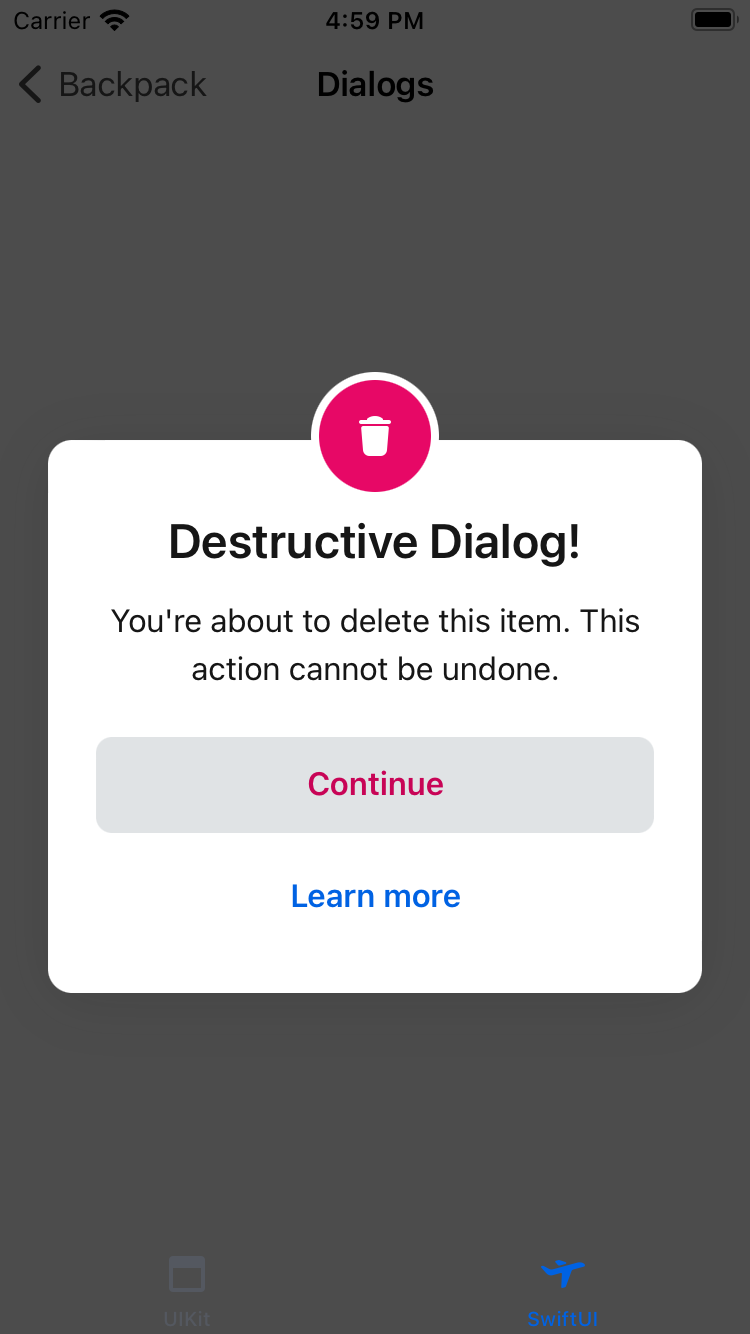 Carrier 4:59 PM
Backpack Dialogs
Destructive Dialog!
You're about to delete this item. This
action cannot be undone.
Continue
Learn more
UIKit SwiftUI